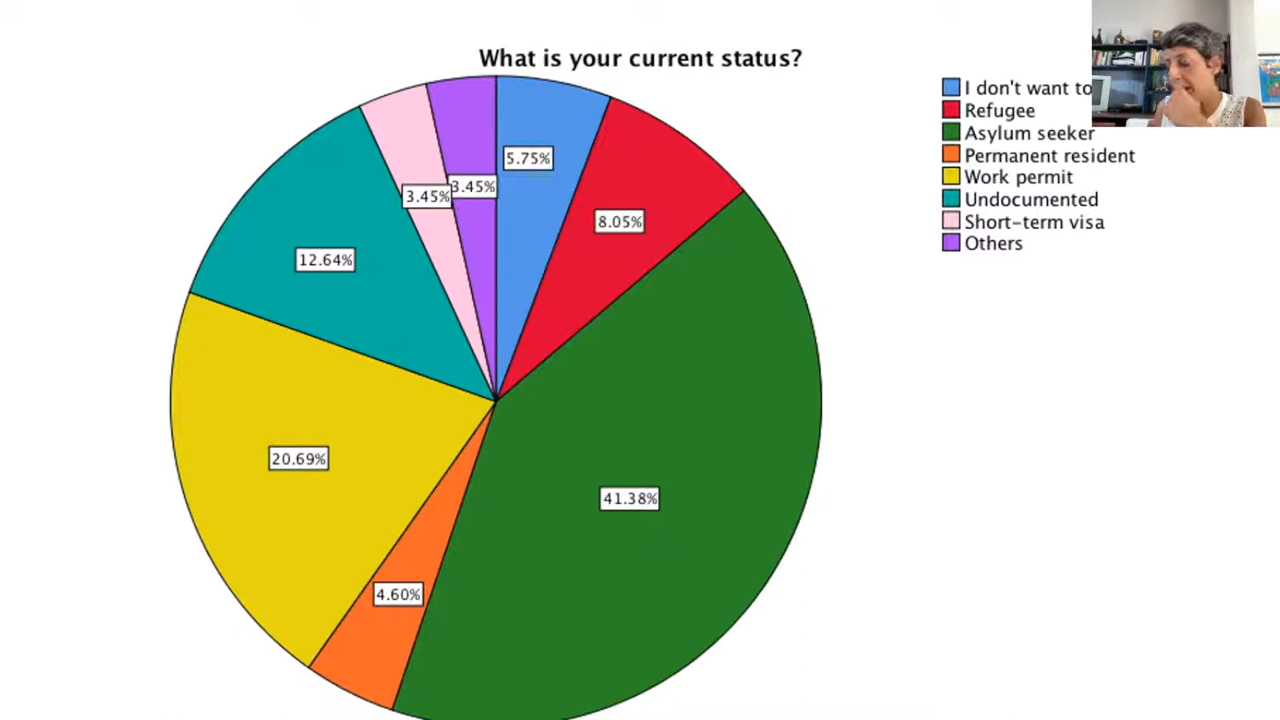 What is your current status?
I don't want to
Refugee
Asylum seeker
Permanent resident
Work permit
Undocumented
Short-term visa
Others
5.75%
8.05%
41.38%
4.60%
20.69%
12.64%
3.45%
3.45%